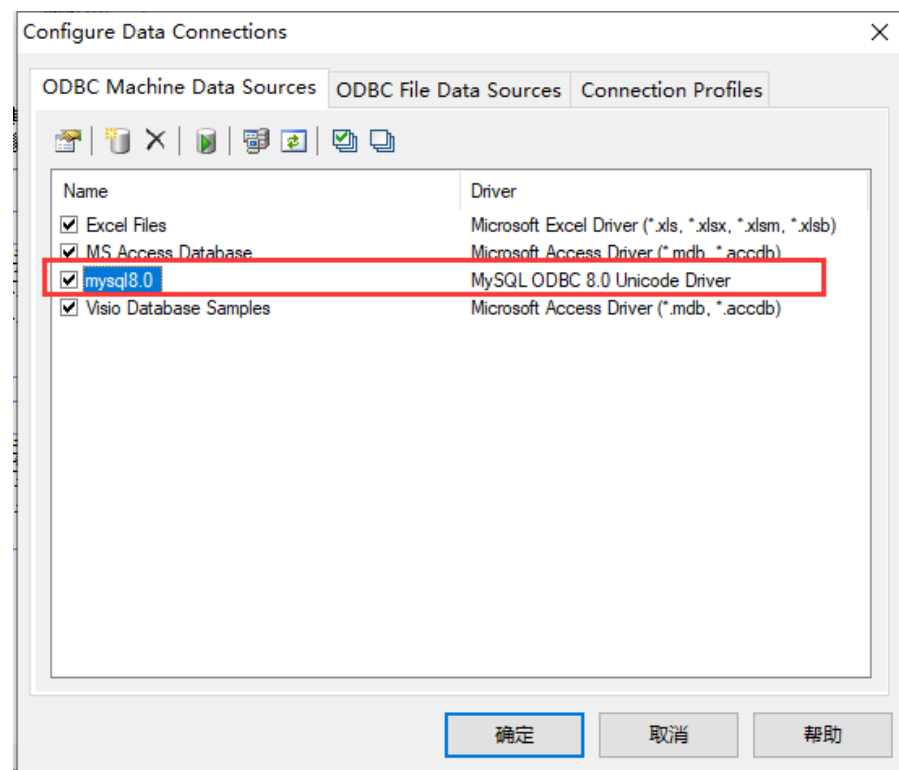 Configure Data Connections
ODBC Machine Data Sources ODBC File Data Sources Connection Profiles
Name Driver
Excel Files Microsoft Excel Driver (*.xls, *.xlsx, *.xlsm, *.xlsb)
MS Access Database Microsoft Access Driver (*.mdb, *.accdb)
mysql8.0 MySQL ODBC 8.0 Unicode Driver
Visio Database Samples Microsoft Access Driver (*.mdb, *.accdb)
确定 取消 帮助